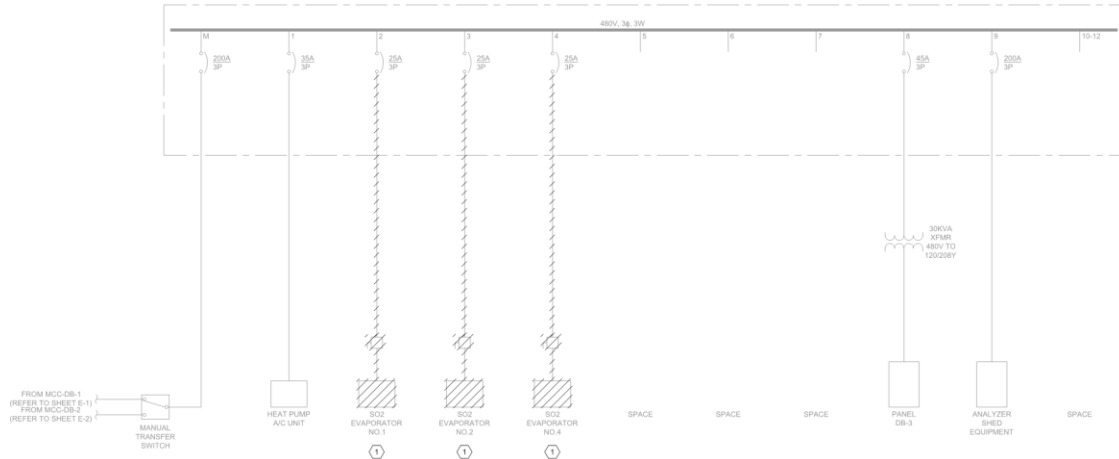 480V, 3ɸ, 3W
M
1
2
3
4
5
6
7
8
9
10-12
200A
3P
35A
3P
25A
3P
25A
3P
25A
3P
45A
3P
200A
3P
30KVA
XFMR
480V TO
120/208Y
FROM MCC-DB-1
(REFER TO SHEET E-1)
FROM MCC-DB-2
(REFER TO SHEET E-2)
MANUAL
TRANSFER
SWITCH
HEAT PUMP
A/C UNIT
SO2
EVAPORATOR
NO.1
1
SO2
EVAPORATOR
NO.2
1
SO2
EVAPORATOR
NO.4
1
SPACE
SPACE
SPACE
PANEL
DB-3
ANALYZER
SHED
EQUIPMENT
SPACE